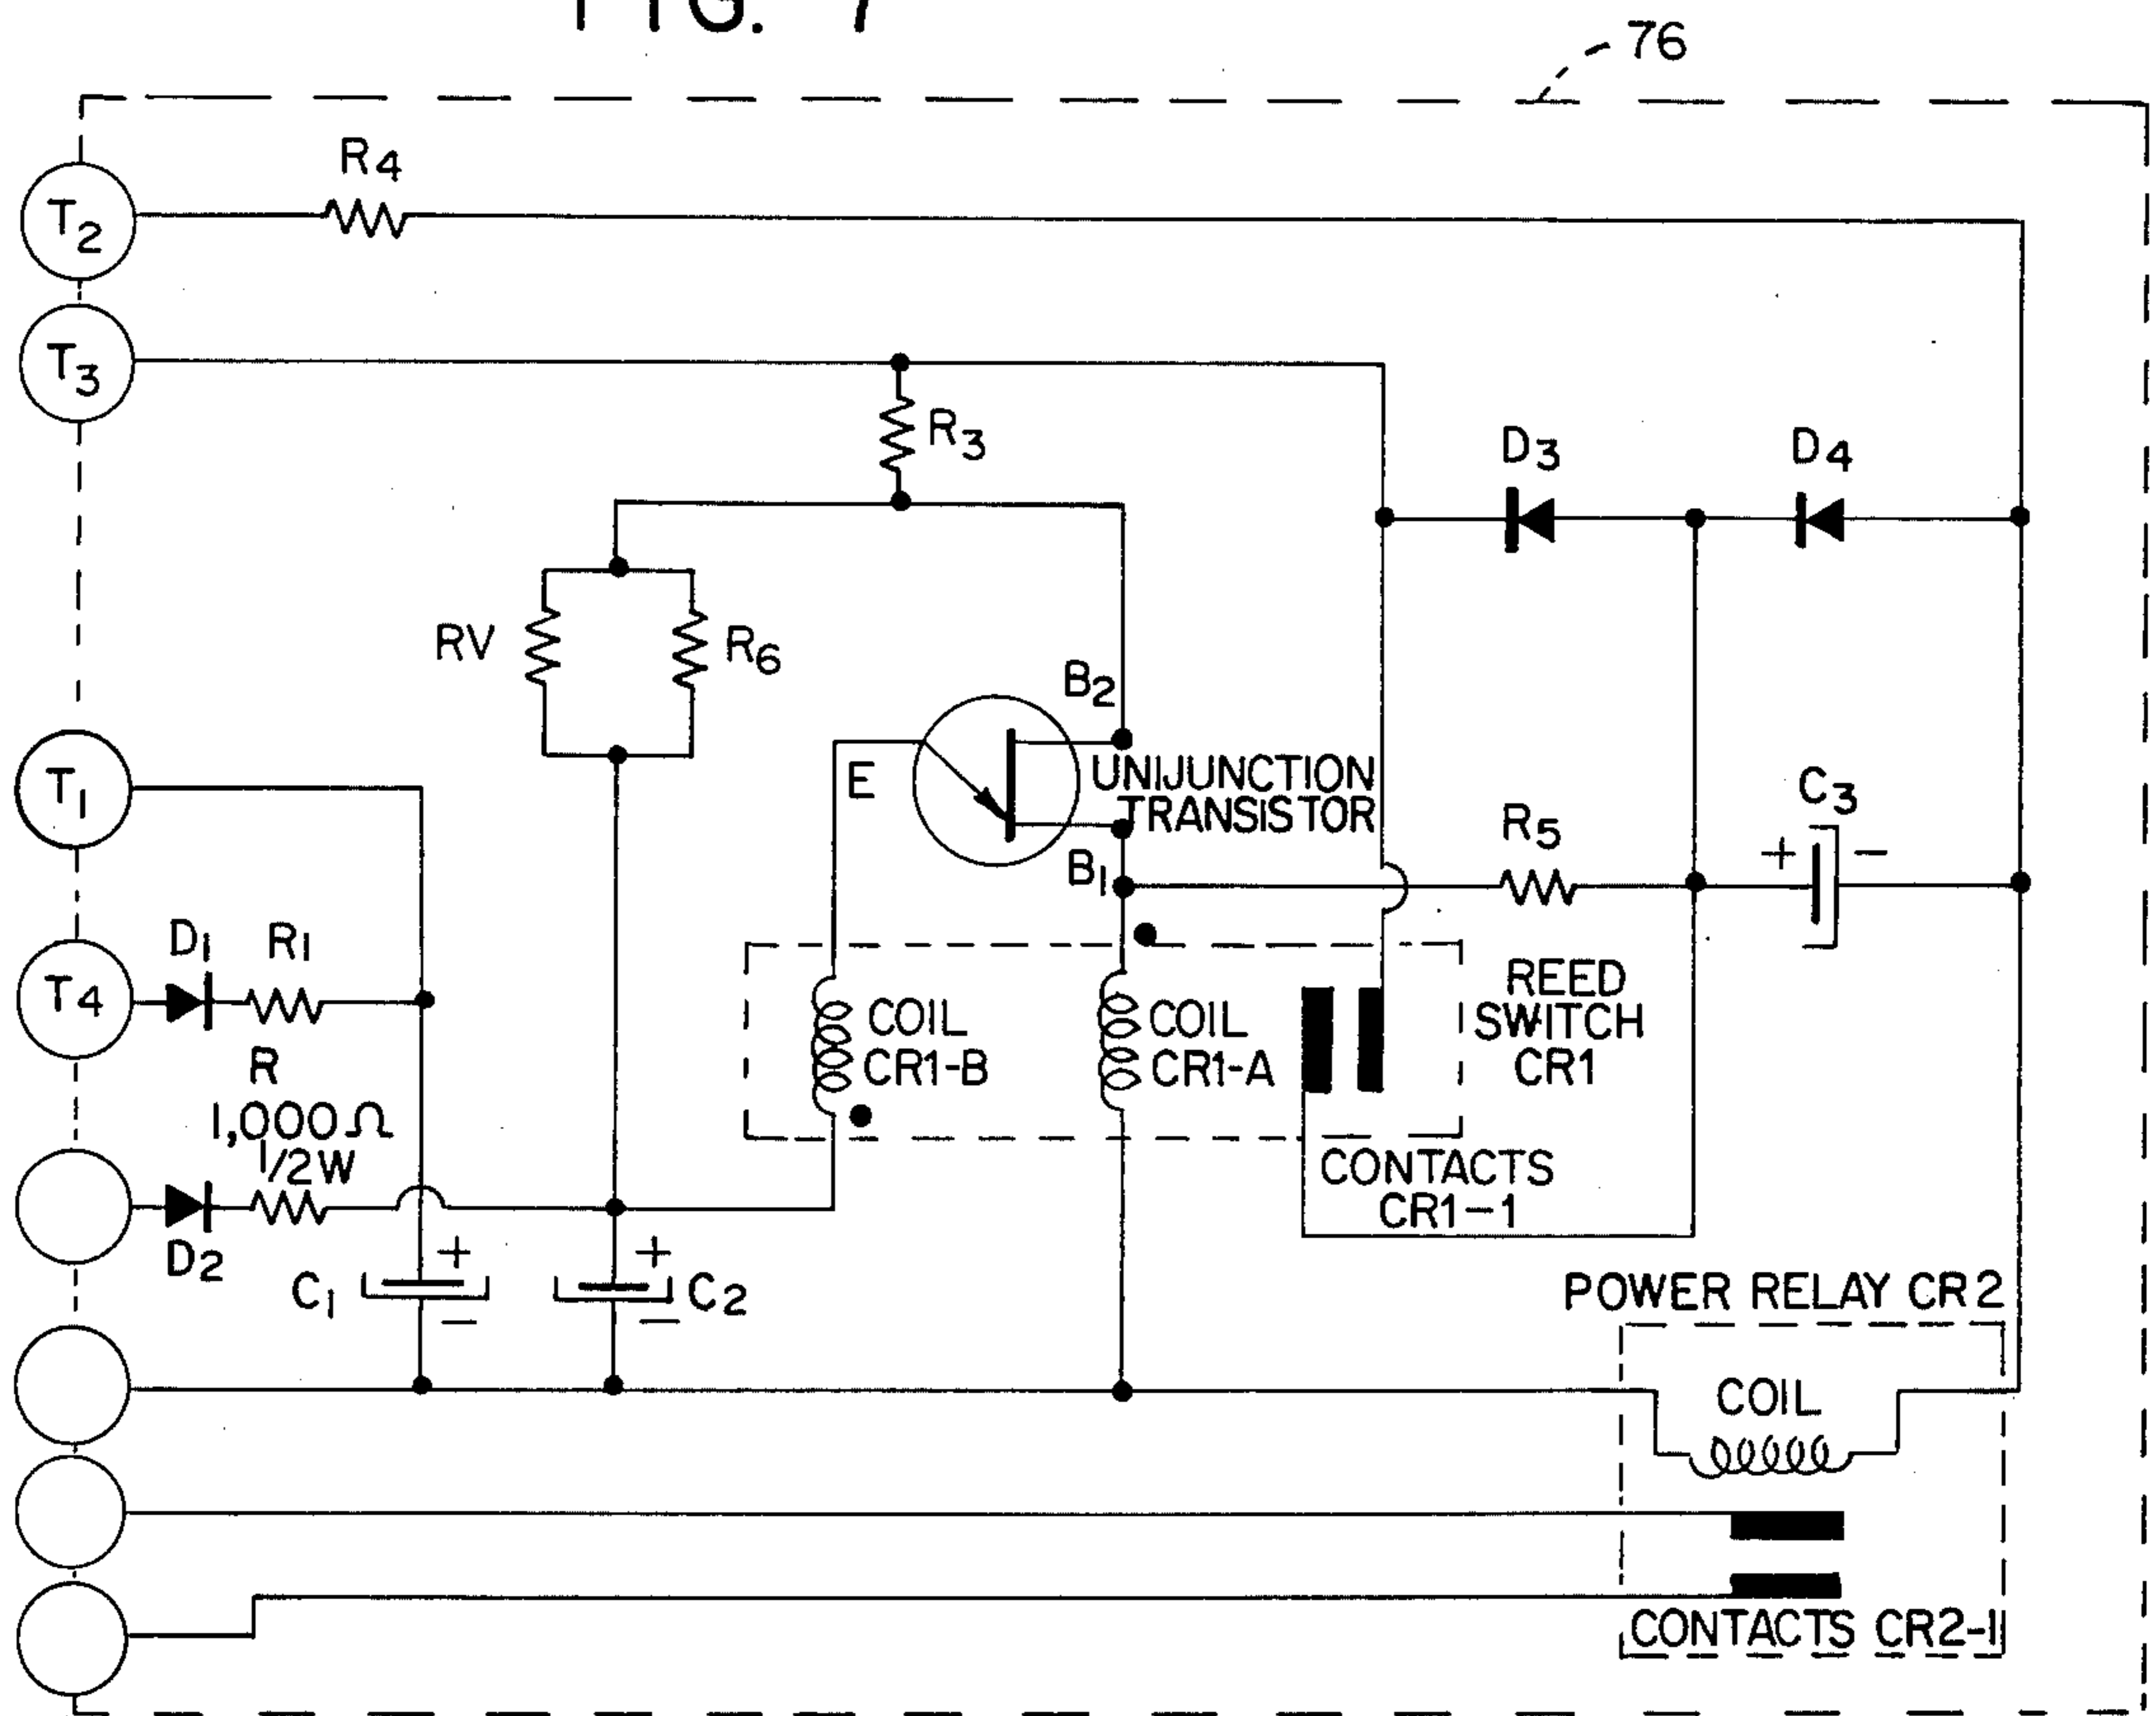 FIG. 7
76
R4
T2
T3
R3
D3
D4
RV
R6
B2
T1
E
UNIJUNCTION
TRANSISTOR
C3
R5
+
−
B1
D1
R1
T4
REED
SWITCH
CR1
COIL
CR1-B
COIL
CR1-A
R
1,000Ω
1/2W
CONTACTS
CR1-1
D2
+
+
C1
C2
−
−
POWER RELAY CR2
COIL
CONTACTS CR2-1